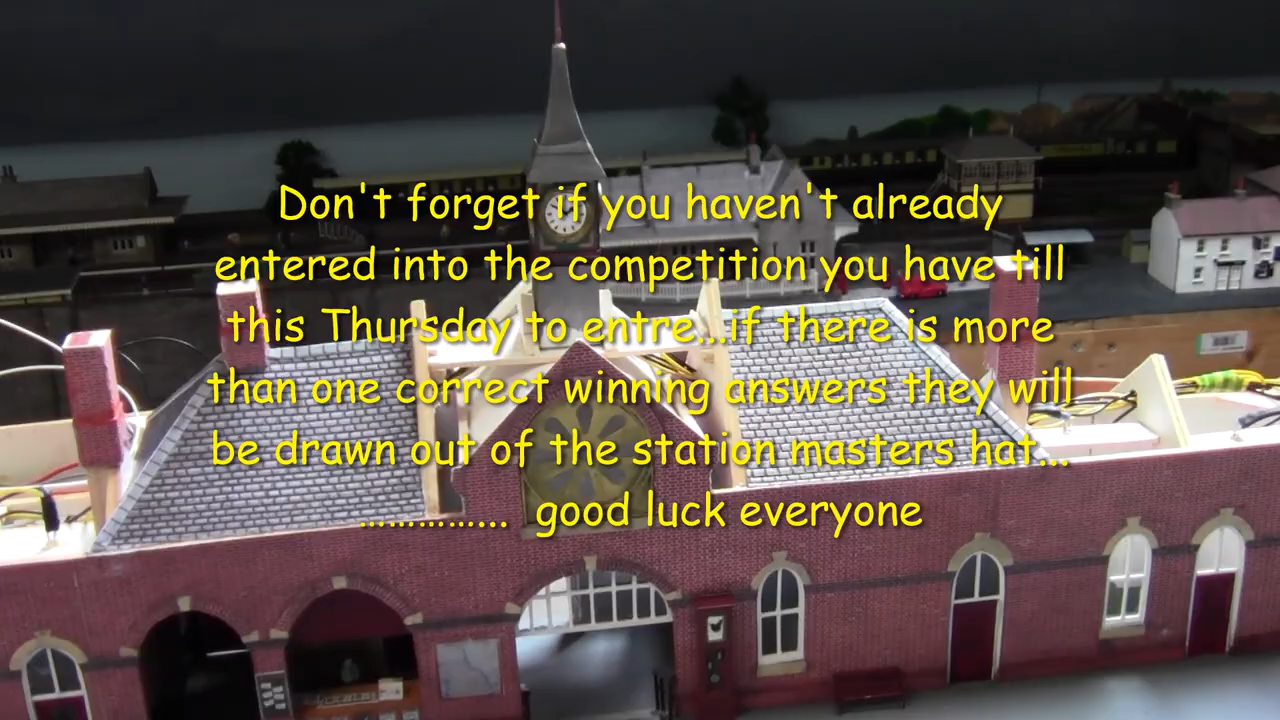 Don't forget if you haven't already
entered into the competition you have till
this Thursday to entre...if there is more
than one correct winning answers they will
be drawn out of the station masters hat...
……………... good luck everyone